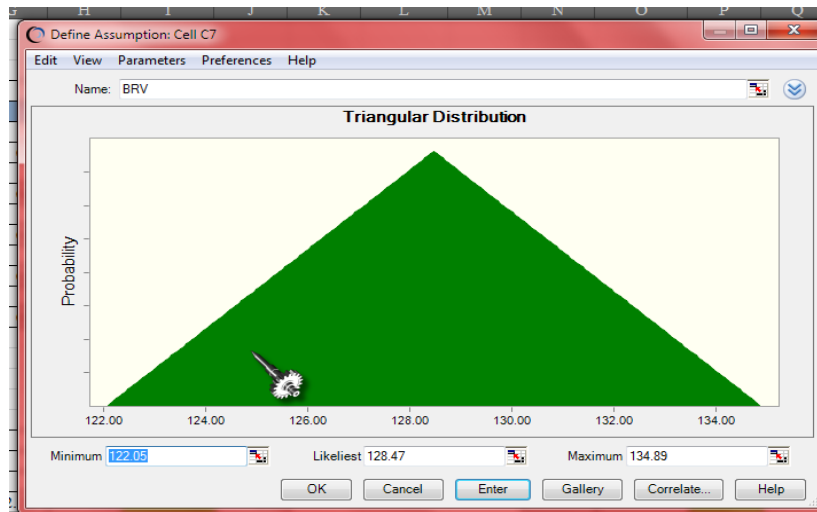 G H I J K L M N O P Q
Define Assumption: Cell C7
Edit View Parameters Preferences Help
Name: BRV
Triangular Distribution
Probability
122.00 124.00 126.00 128.00 130.00 132.00 134.00
Minimum 122.05 Likeliest 128.47 Maximum 134.89
OK Cancel Enter Gallery Correlate... Help